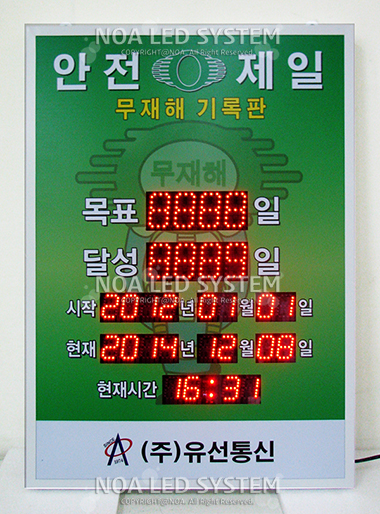 NOA LED SYSTEM
COPYRIGHT@NOA. All Rights Reserved.
안전 제일
무재해 기록판
무재해
목표 8888 일
달성 8889 일
NOA LED SYSTEM
COPYRIGHT@NOA. All Rights Reserved.
시작 2012 년 01 월 01 일
현재 2014 년 12 월 08 일
현재시간 16:31
(주)유선통신
NOA LED SYSTEM
COPYRIGHT@NOA. All Rights Reserved.